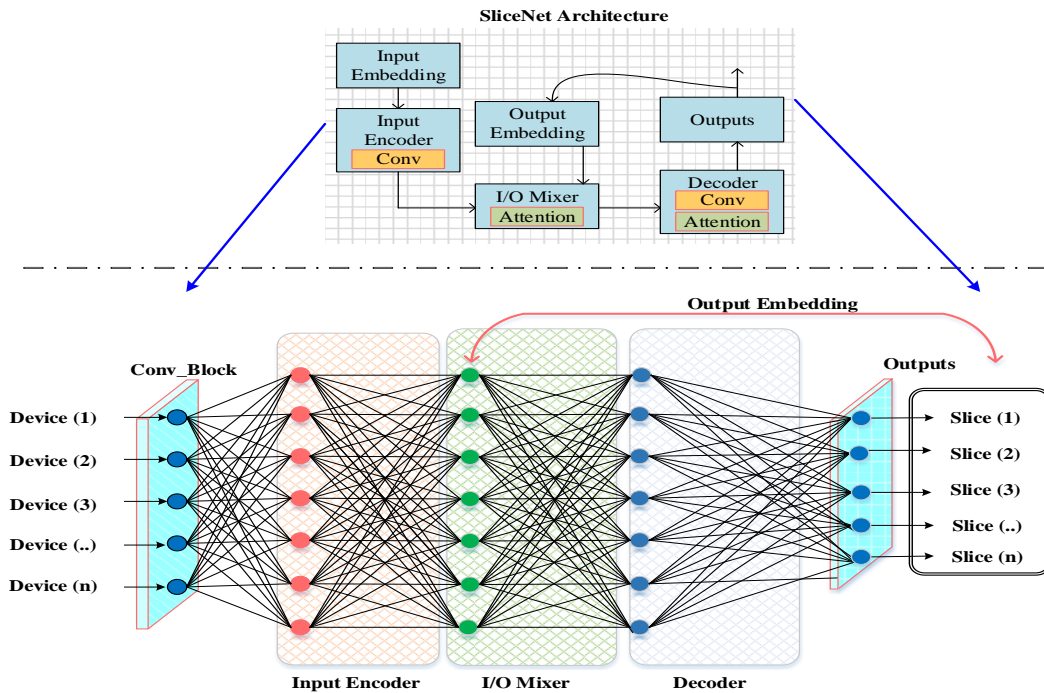 SliceNet Architecture
Input
Embedding
Input
Encoder
Conv
Output
Embedding
Outputs
I/O Mixer
Attention
Decoder
Conv
Attention
Output Embedding
Conv_Block
Outputs
Device (1)
Device (2)
Device (3)
Device (..)
Device (n)
Slice (1)
Slice (2)
Slice (3)
Slice (..)
Slice (n)
Input Encoder
I/O Mixer
Decoder